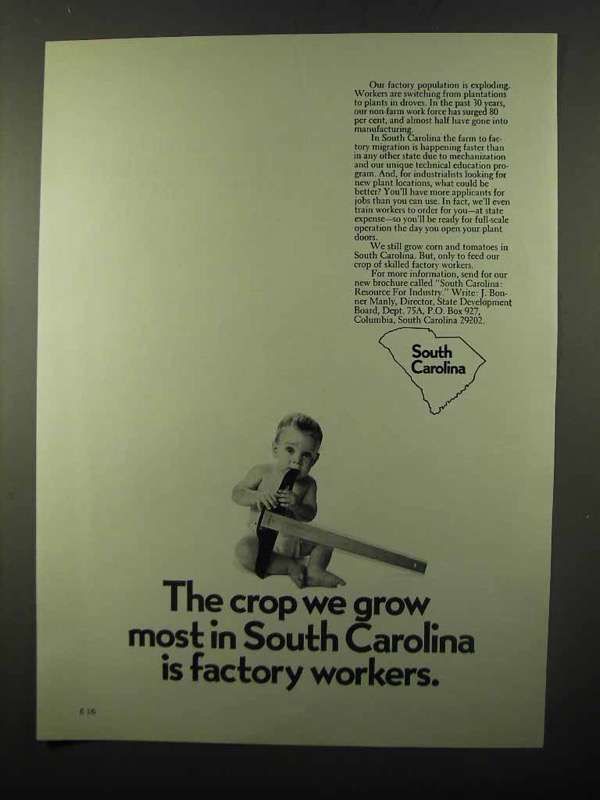 Our factory population is exploding.
Workers are switching from plantations
to plants in droves. In the past 30 years,
our non-farm work force has surged 80
per cent, and almost half have gone into
manufacturing.
In South Carolina the farm to fac-
tory migration is happening faster than
in any other state due to mechanization
and our unique technical education pro-
gram. And, for industrialists looking for
new plant locations, what could be
better? You'll have more applicants for
jobs than you can use. In fact, we'll even
train workers to order for you—at state
expense—so you'll be ready for full-scale
operation the day you open your plant
doors.
We still grow corn and tomatoes in
South Carolina. But, only to feed our
crop of skilled factory workers.
For more information, send for our
new brochure called "South Carolina:
Resource For Industry." Write: J. Bon-
ner Manly, Director, State Development
Board, Dept. 75A, P.O. Box 927,
Columbia, South Carolina 29202.
South
Carolina
The crop we grow
most in South Carolina
is factory workers.